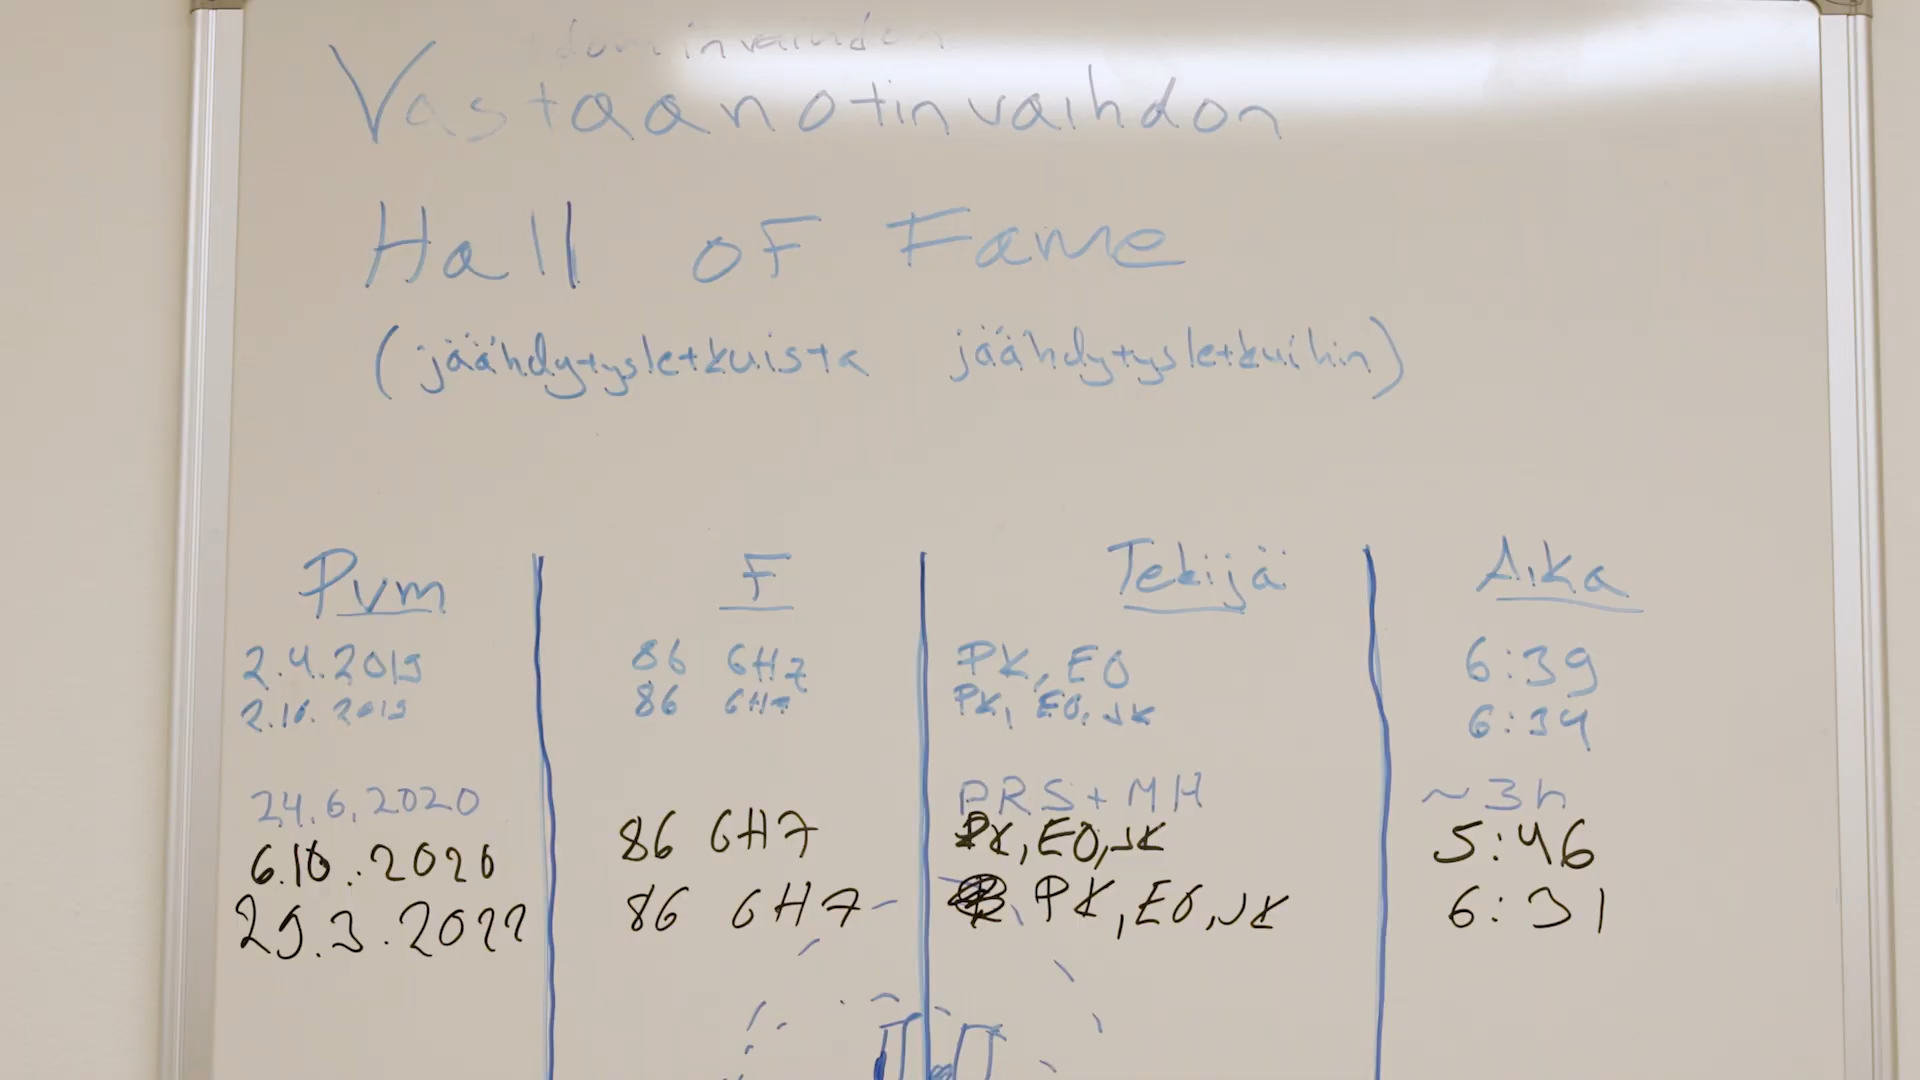 Vastaanotinvaihdon
Hall of Fame
(jäähdytysletkuista jäähdytysletkuihin)
Pvm F Tekijä Aika
2.4.2019 86 GHz PK, EO 6:39
2.10.2019 86 GHz PK, EO, JK 6:34
24.6.2020 PRS + MH ~3h
6.10.2020 86 GHz PK, EO, JK 5:46
29.3.2022 86 GHz PK, EO, JK 6:31